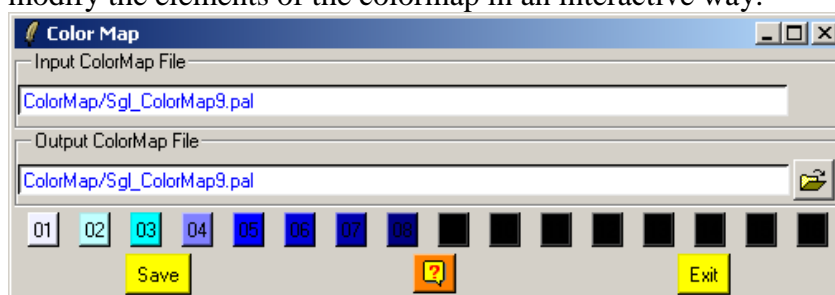 modify the elements of the colormap in an interactive way.
Color Map
Input ColorMap File
ColorMap/Sgl_ColorMap9.pal
Output ColorMap File
ColorMap/Sgl_ColorMap9.pal
01 02 03 04 05 06 07 08
Save ? Exit